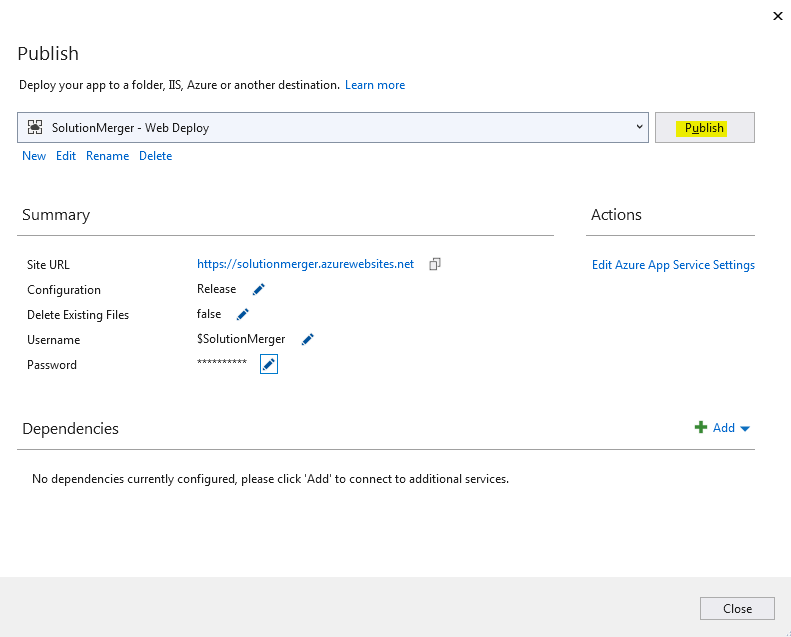 Publish
Deploy your app to a folder, IIS, Azure or another destination. Learn more
SolutionMerger - Web Deploy
Publish
New Edit Rename Delete
Summary
Actions
Site URL https://solutionmerger.azurewebsites.net
Edit Azure App Service Settings
Configuration Release
Delete Existing Files false
Username $SolutionMerger
Password **********
Dependencies
Add
No dependencies currently configured, please click 'Add' to connect to additional services.
Close